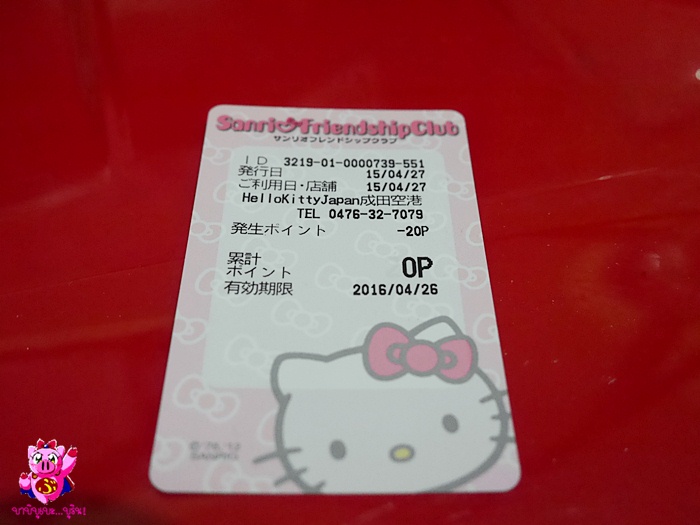 Sanrio Friendship Club
サンリオフレンドシップクラブ
ID 3219-01-0000739-551
発行日 15/04/27
ご利用日・店舗 15/04/27
HelloKittyJapan成田空港
TEL 0476-32-7079
発生ポイント -20P
累計
ポイント 0P
有効期限 2016/04/26